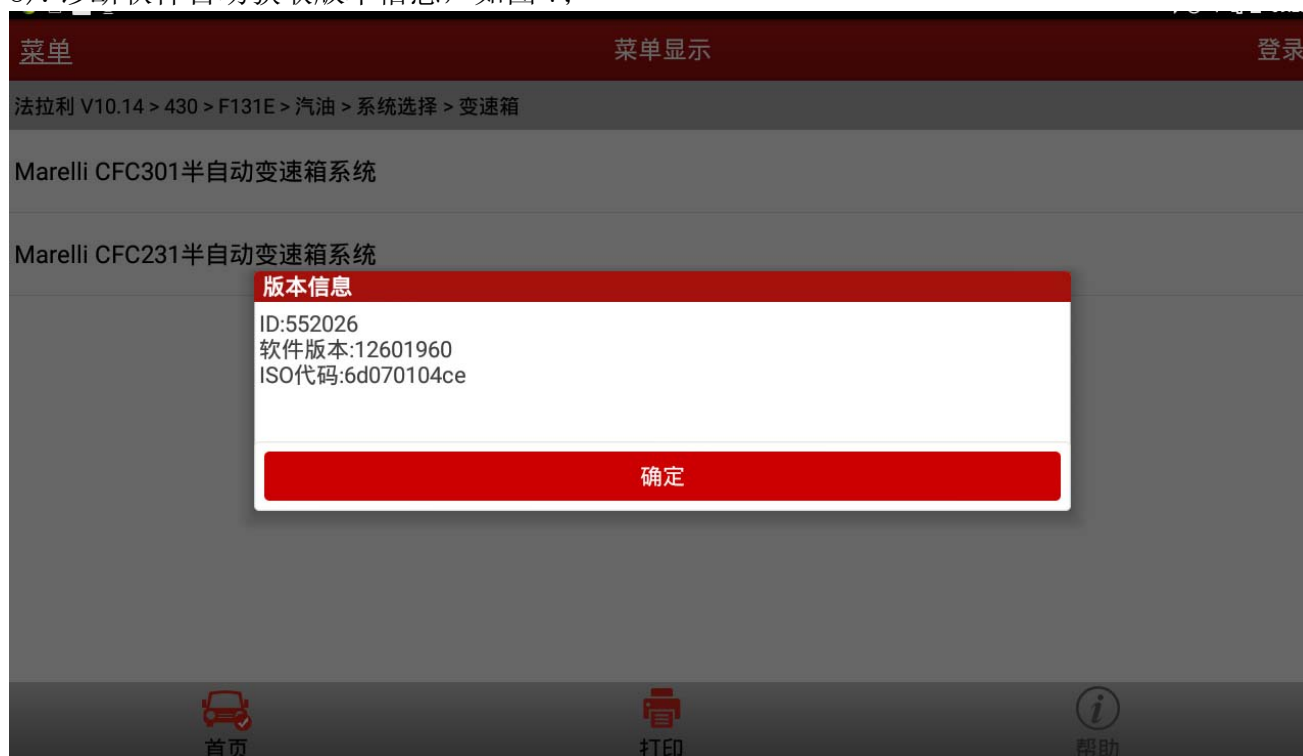 菜单
菜单显示
登录
法拉利 V10.14 > 430 > F131E > 汽油 > 系统选择 > 变速箱
Marelli CFC301半自动变速箱系统
Marelli CFC231半自动变速箱系统
版本信息
ID:552026
软件版本:12601960
ISO代码:6d070104ce
确定
首页
打印
帮助